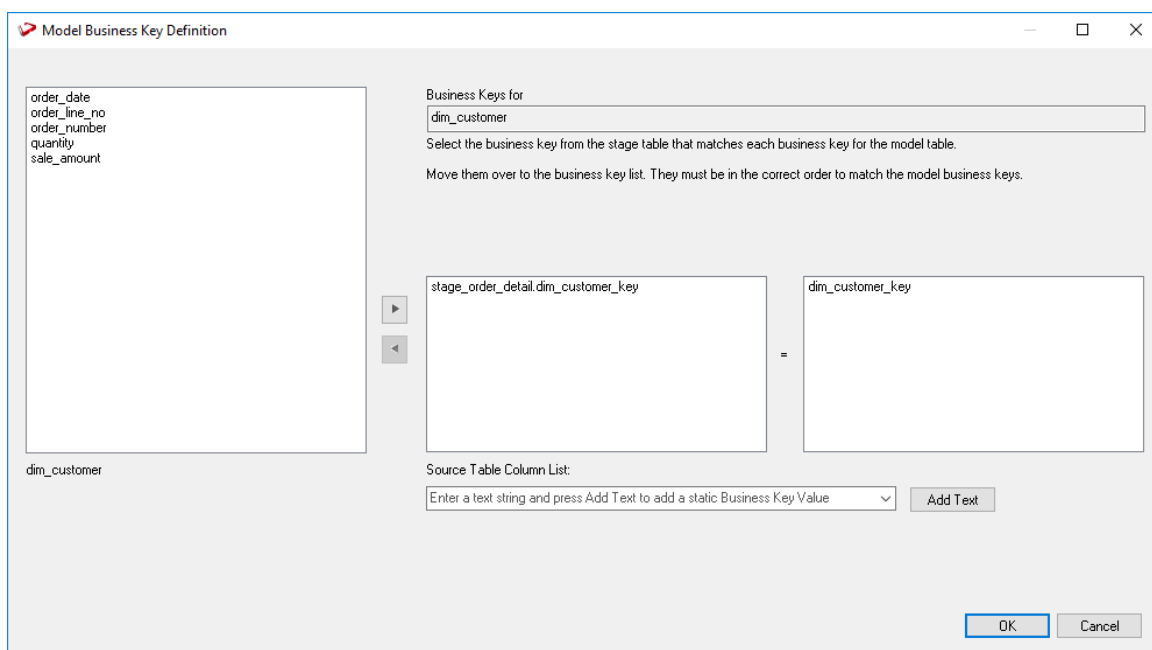 Model Business Key Definition
order_date
order_line_no
order_number
quantity
sale_amount
dim_customer
Business Keys for
dim_customer
Select the business key from the stage table that matches each business key for the model table.
Move them over to the business key list. They must be in the correct order to match the model business keys.
stage_order_detail.dim_customer_key
=
dim_customer_key
Source Table Column List:
Enter a text string and press Add Text to add a static Business Key Value
Add Text
OK
Cancel